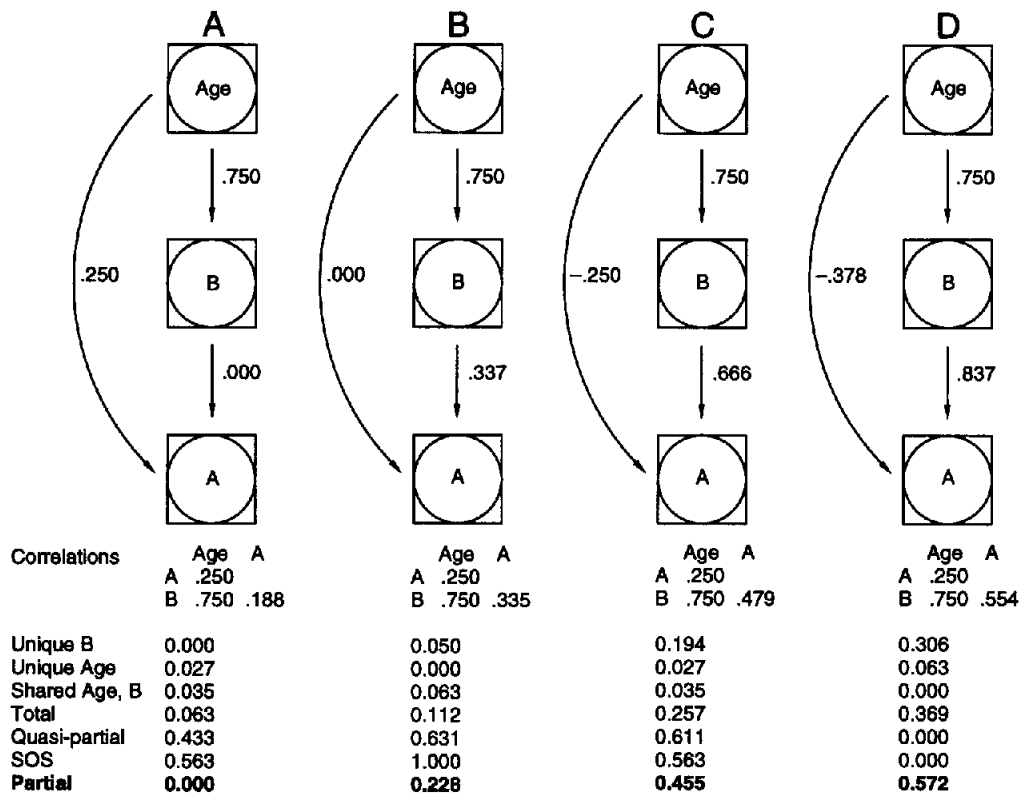 A B C D
Age Age Age Age
.750 .750 .750 .750
.250 B .000 B –.250 B –.378 B
.000 .337 .666 .837
A A A A
Correlations Age A Age A Age A Age A
A .250 A .250 A .250 A .250
B .750 .188 B .750 .335 B .750 .479 B .750 .554
Unique B 0.000 0.050 0.194 0.306
Unique Age 0.027 0.000 0.027 0.063
Shared Age, B 0.035 0.063 0.035 0.000
Total 0.063 0.112 0.257 0.369
Quasi-partial 0.433 0.631 0.611 0.000
SOS 0.563 1.000 0.563 0.000
Partial 0.000 0.228 0.455 0.572